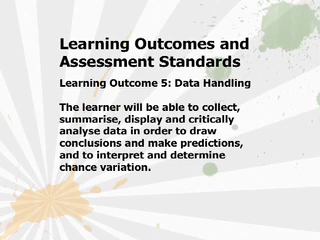 Learning Outcomes and
Assessment Standards
Learning Outcome 5: Data Handling
The learner will be able to collect,
summarise, display and critically
analyse data in order to draw
conclusions and make predictions,
and to interpret and determine
chance variation.